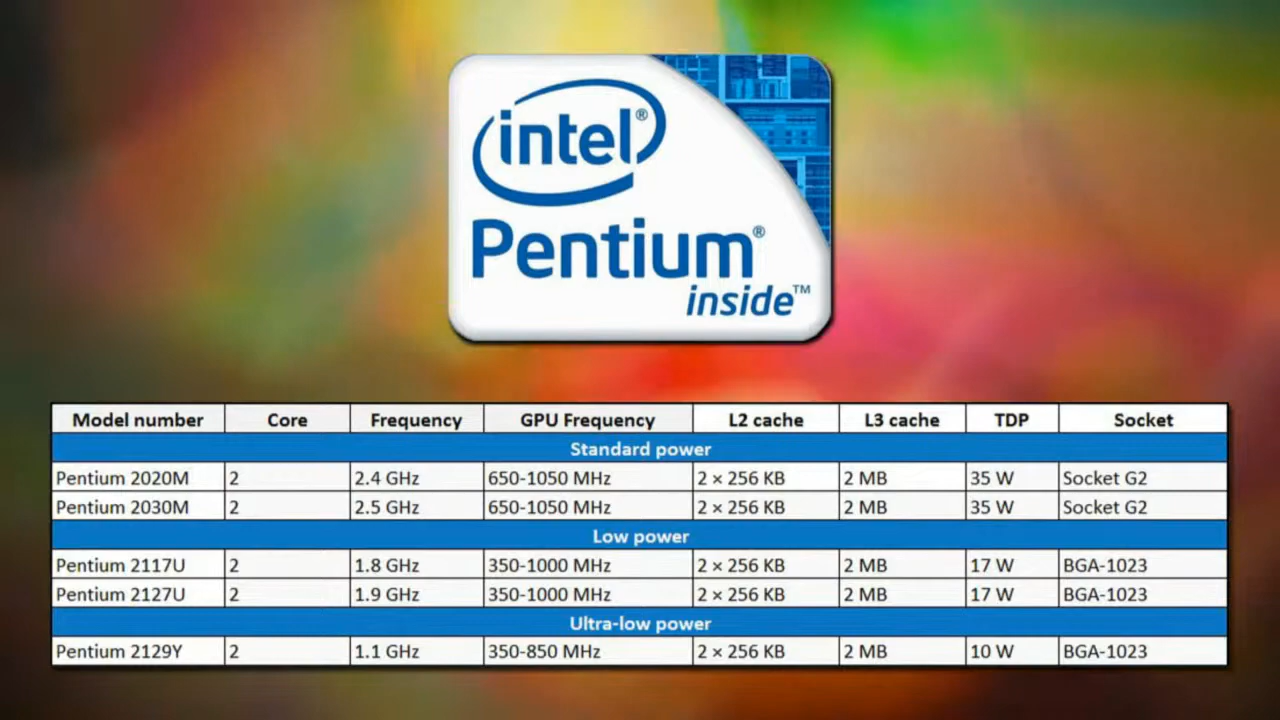 intel®
Pentium®
inside™
Model number Core Frequency GPU Frequency L2 cache L3 cache TDP Socket
Standard power
Pentium 2020M 2 2.4 GHz 650-1050 MHz 2 × 256 KB 2 MB 35 W Socket G2
Pentium 2030M 2 2.5 GHz 650-1050 MHz 2 × 256 KB 2 MB 35 W Socket G2
Low power
Pentium 2117U 2 1.8 GHz 350-1000 MHz 2 × 256 KB 2 MB 17 W BGA-1023
Pentium 2127U 2 1.9 GHz 350-1000 MHz 2 × 256 KB 2 MB 17 W BGA-1023
Ultra-low power
Pentium 2129Y 2 1.1 GHz 350-850 MHz 2 × 256 KB 2 MB 10 W BGA-1023